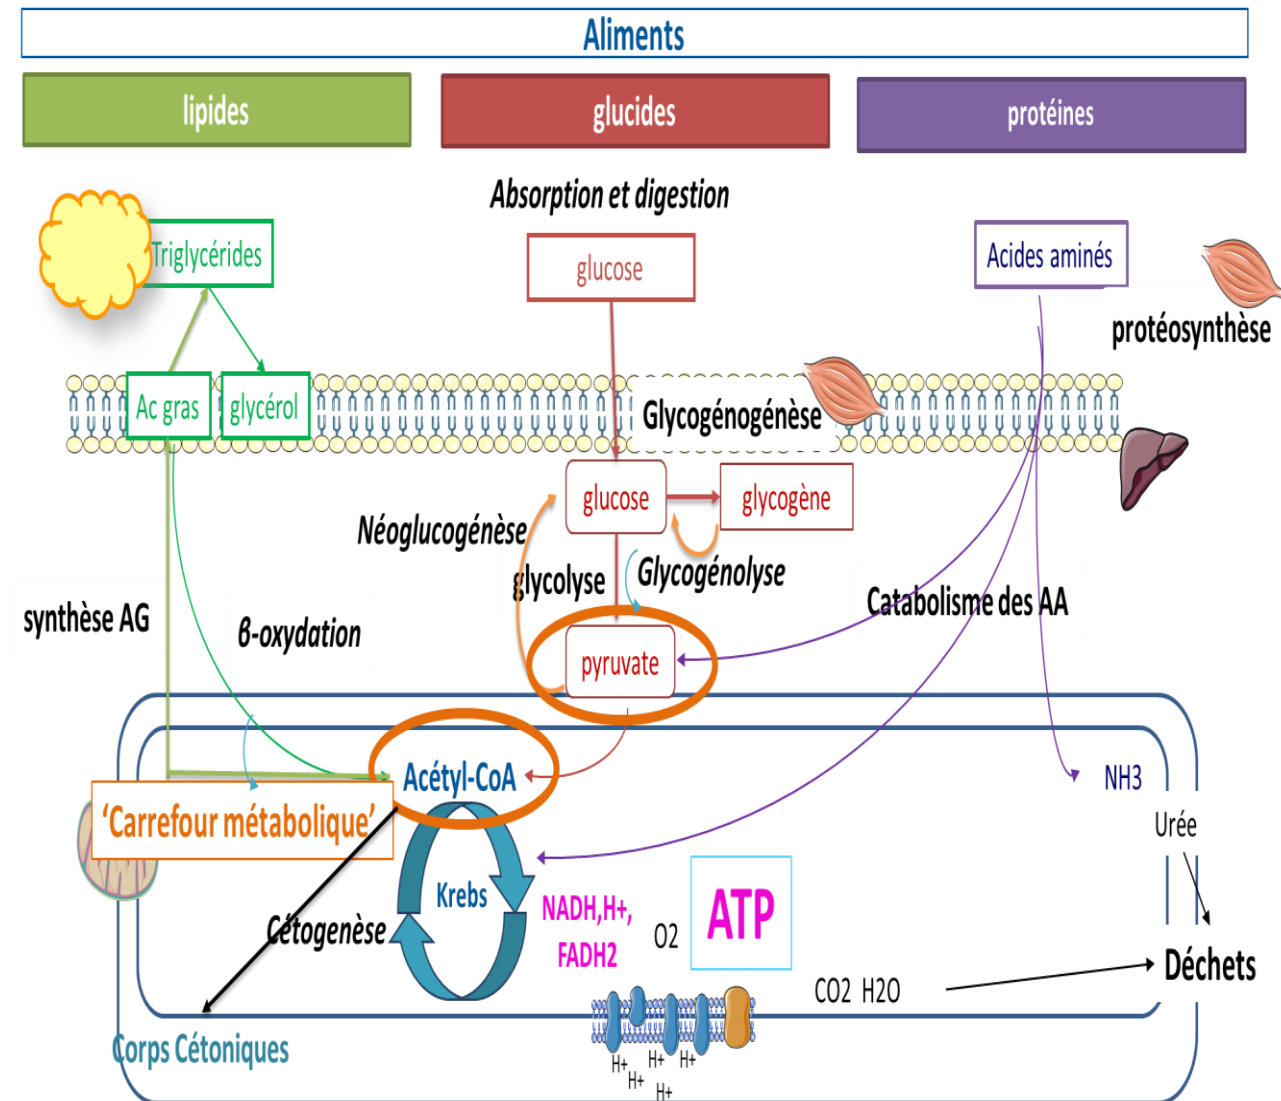 Aliments
lipides
glucides
protéines
Absorption et digestion
Triglycérides
glucose
Acides aminés
protéosynthèse
Ac gras
glycérol
Glycogénogénèse
glucose
glycogène
Néoglucogénèse
glycolyse
Glycogénolyse
synthèse AG
β-oxydation
Catabolisme des AA
pyruvate
Acétyl-CoA
NH3
‘Carrefour métabolique’
Urée
Krebs
NADH,H+,
FADH2
O2
ATP
Cétogenèse
Déchets
CO2 H2O
Corps Cétoniques
H+
H+
H+
H+
H+